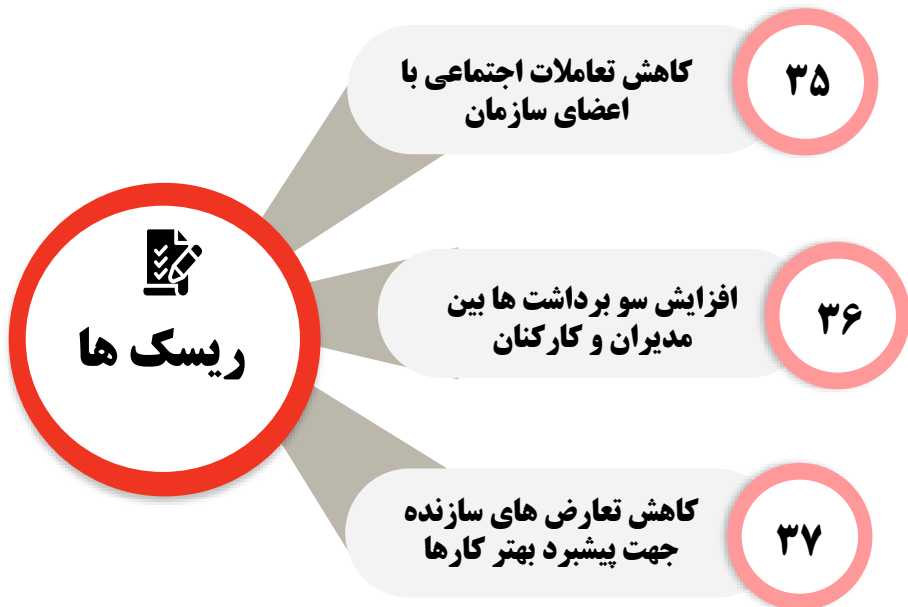 ریسک ها
۳۵
کاهش تعاملات اجتماعی با
اعضای سازمان
۳۶
افزایش سو برداشت ها بین
مدیران و کارکنان
۳۷
کاهش تعارض های سازنده
جهت پیشبرد بهتر کارها